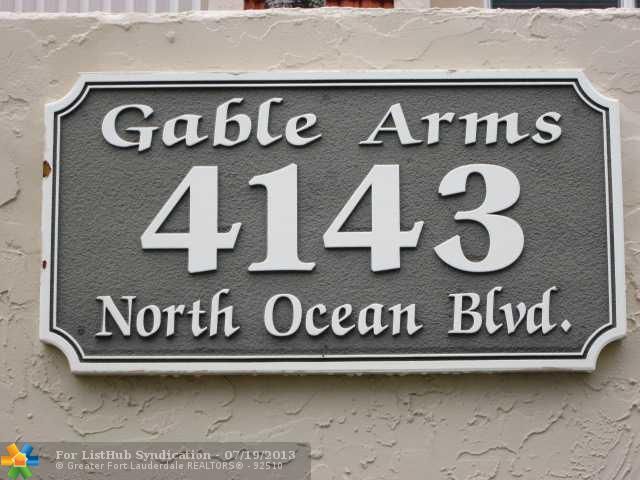 Gable Arms
4143
North Ocean Blvd.
For ListHub Syndication - 07/19/2013
© Greater Fort Lauderdale REALTORS® - 92510